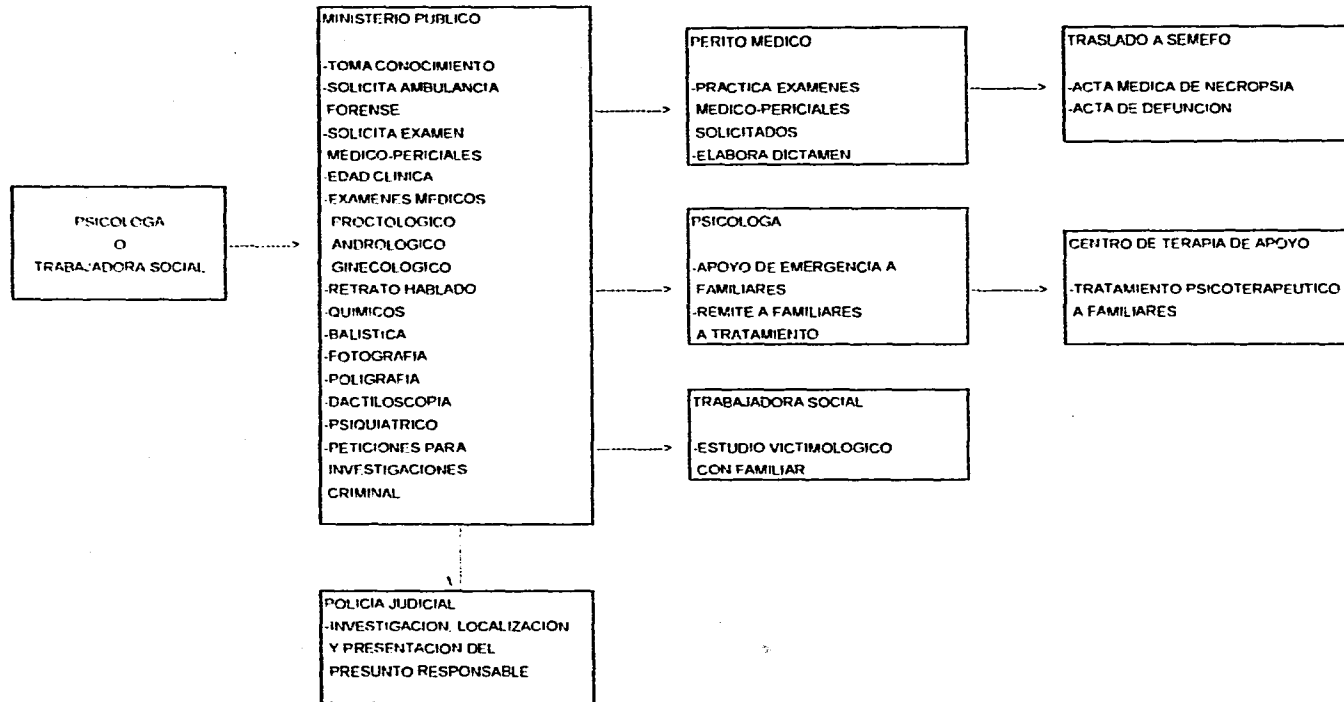 PSICOLOGA
O
TRABAJADORA SOCIAL
MINISTERIO PUBLICO
-TOMA CONOCIMIENTO
-SOLICITA AMBULANCIA
FORENSE
-SOLICITA EXAMEN
MEDICO-PERICIALES
-EDAD CLINICA
-EXAMENES MEDICOS
PROCTOLOGICO
ANDROLOGICO
GINECOLOGICO
-RETRATO HABLADO
-QUIMICOS
-BALISTICA
-FOTOGRAFIA
-POLIGRAFIA
-DACTILOSCOPIA
-PSIQUIATRICO
-PETICIONES PARA
INVESTIGACIONES
CRIMINAL
PERITO MEDICO
-PRACTICA EXAMENES
MEDICO-PERICIALES
SOLICITADOS
-ELABORA DICTAMEN
TRASLADO A SEMEFO
-ACTA MEDICA DE NECROPSIA
-ACTA DE DEFUNCION
PSICOLOGA
-APOYO DE EMERGENCIA A
FAMILIARES
-REMITE A FAMILIARES
A TRATAMIENTO
CENTRO DE TERAPIA DE APOYO
-TRATAMIENTO PSICOTERAPEUTICO
A FAMILIARES
TRABAJADORA SOCIAL
-ESTUDIO VICTIMOLOGICO
CON FAMILIAR
POLICIA JUDICIAL
-INVESTIGACION, LOCALIZACIÓN
Y PRESENTACION DEL
PRESUNTO RESPONSABLE